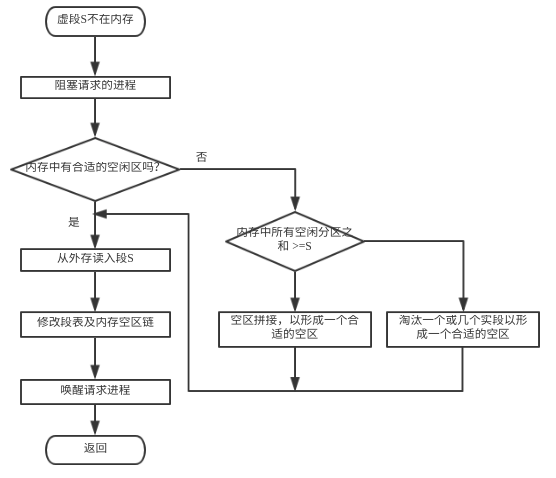 虚段S不在内存
阻塞请求的进程
内存中有合适的空闲区吗?
否
是
内存中所有空闲分区之
和 >=S
从外存读入段S
修改段表及内存空区链
空区拼接，以形成一个合
适的空区
淘汰一个或几个实段以形
成一个合适的空区
唤醒请求进程
返回